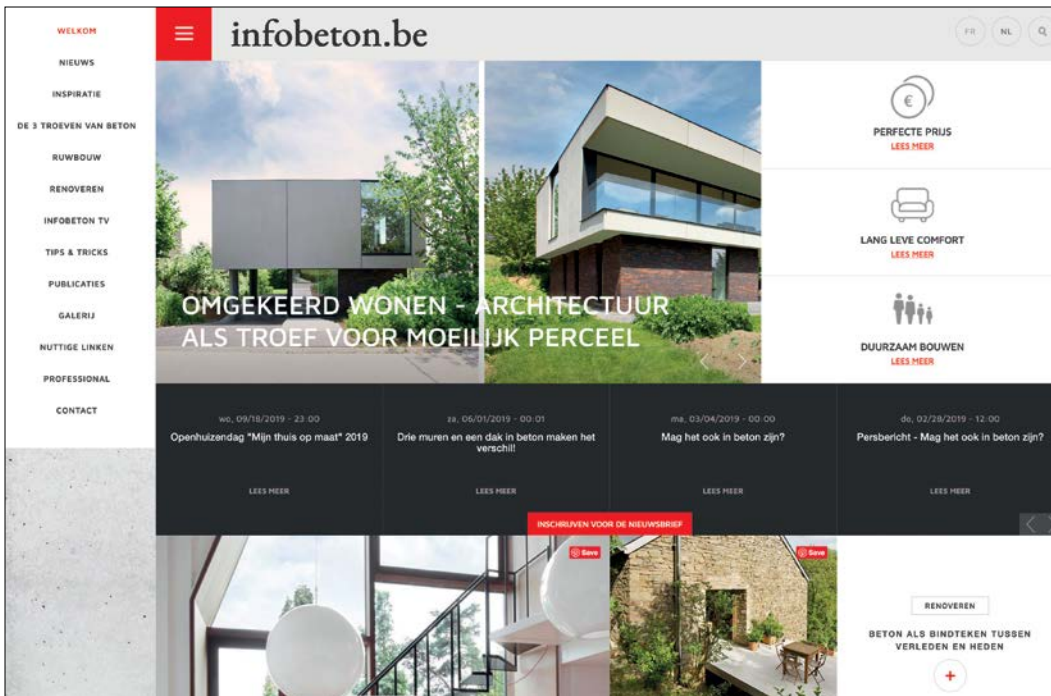 WELKOM
NIEUWS
INSPIRATIE
DE 3 TROEVEN VAN BETON
RUWBOUW
RENOVEREN
INFOBETON TV
TIPS & TRICKS
PUBLICATIES
GALERIJ
NUTTIGE LINKEN
PROFESSIONAL
CONTACT
infobeton.be
FR
NL
OMGEKEERD WONEN - ARCHITECTUUR
ALS TROEF VOOR MOEILIJK PERCEEL
€
PERFECTE PRIJS
LEES MEER
LANG LEVE COMFORT
LEES MEER
DUURZAAM BOUWEN
LEES MEER
wo, 09/18/2019 - 23:00
Openhuizendag "Mijn thuis op maat" 2019
LEES MEER
za, 06/01/2019 - 00:01
Drie muren en een dak in beton maken het
verschil!
LEES MEER
ma, 03/04/2019 - 00:00
Mag het ook in beton zijn?
LEES MEER
do, 02/28/2019 - 12:00
Persbericht - Mag het ook in beton zijn?
LEES MEER
INSCHRIJVEN VOOR DE NIEUWSBRIEF
Save
Save
RENOVEREN
BETON ALS BINDTEKEN TUSSEN
VERLEDEN EN HEDEN
+